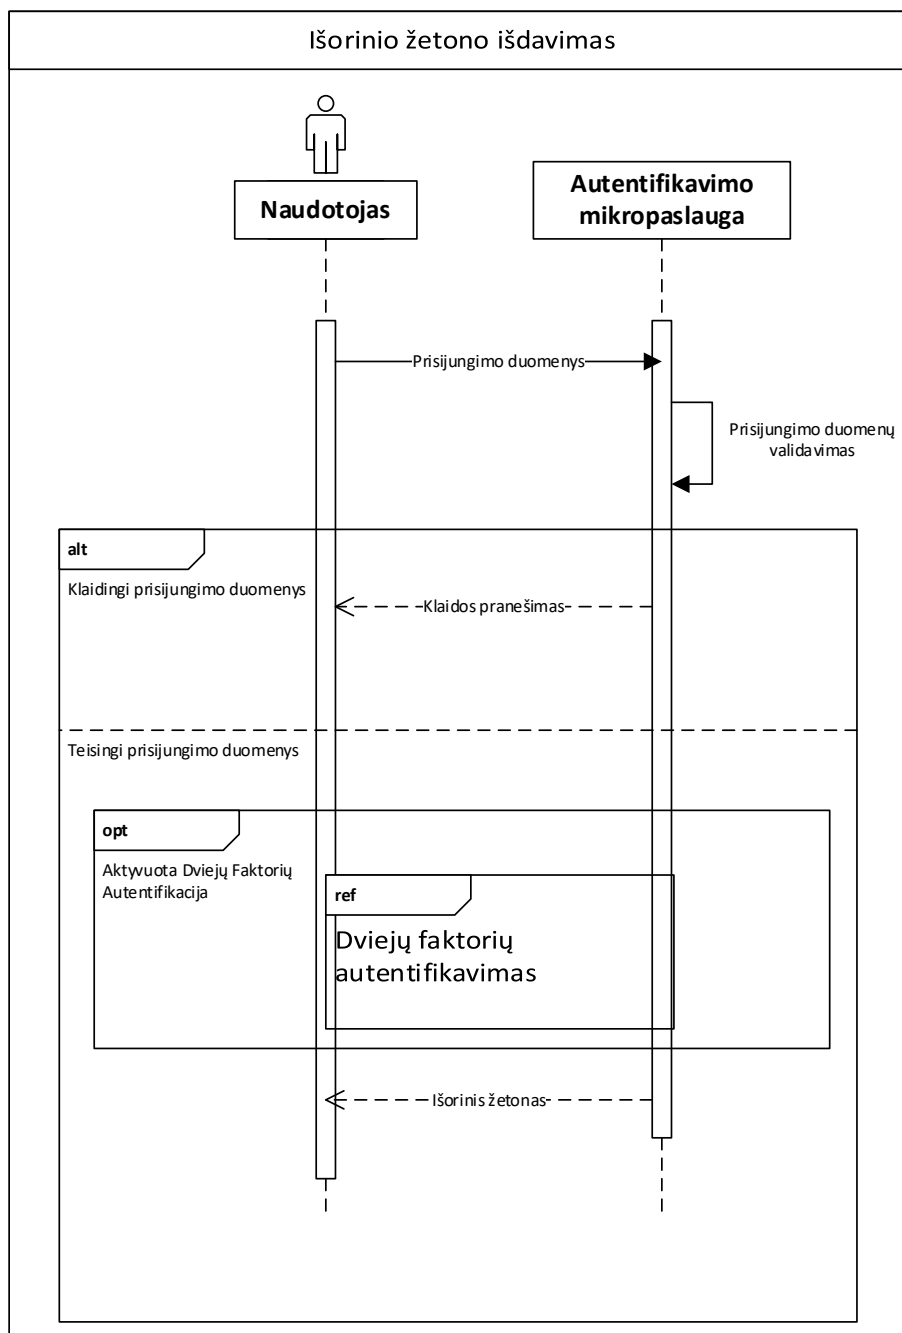 Išorinio žetono išdavimas
Naudotojas
Autentifikavimo
mikropaslauga
Prisijungimo duomenys
Prisijungimo duomenų
validavimas
alt
Klaidingi prisijungimo duomenys
Klaidos pranešimas
Teisingi prisijungimo duomenys
opt
Aktyvuota Dviejų Faktorių
Autentifikacija
ref
Dviejų faktorių
autentifikavimas
Išorinis žetonas